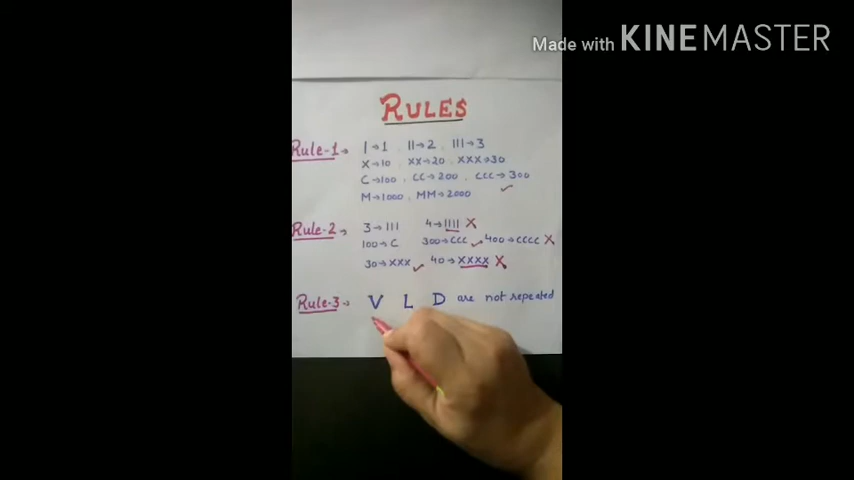 Made with KINEMASTER
RULES
Rule-1→ I→1 II→2 . III→3
X→10 . XX→20 . XXX→30
C→100 . CC→200 . CCC→300 ✓
M→1000 . MM→2000
Rule-2→ 3→III 4→IIII X
100→C 300→CCC ✓ 400→CCCC X
30→XXX ✓ 40→XXXX X
Rule-3→ V L D are not repeated